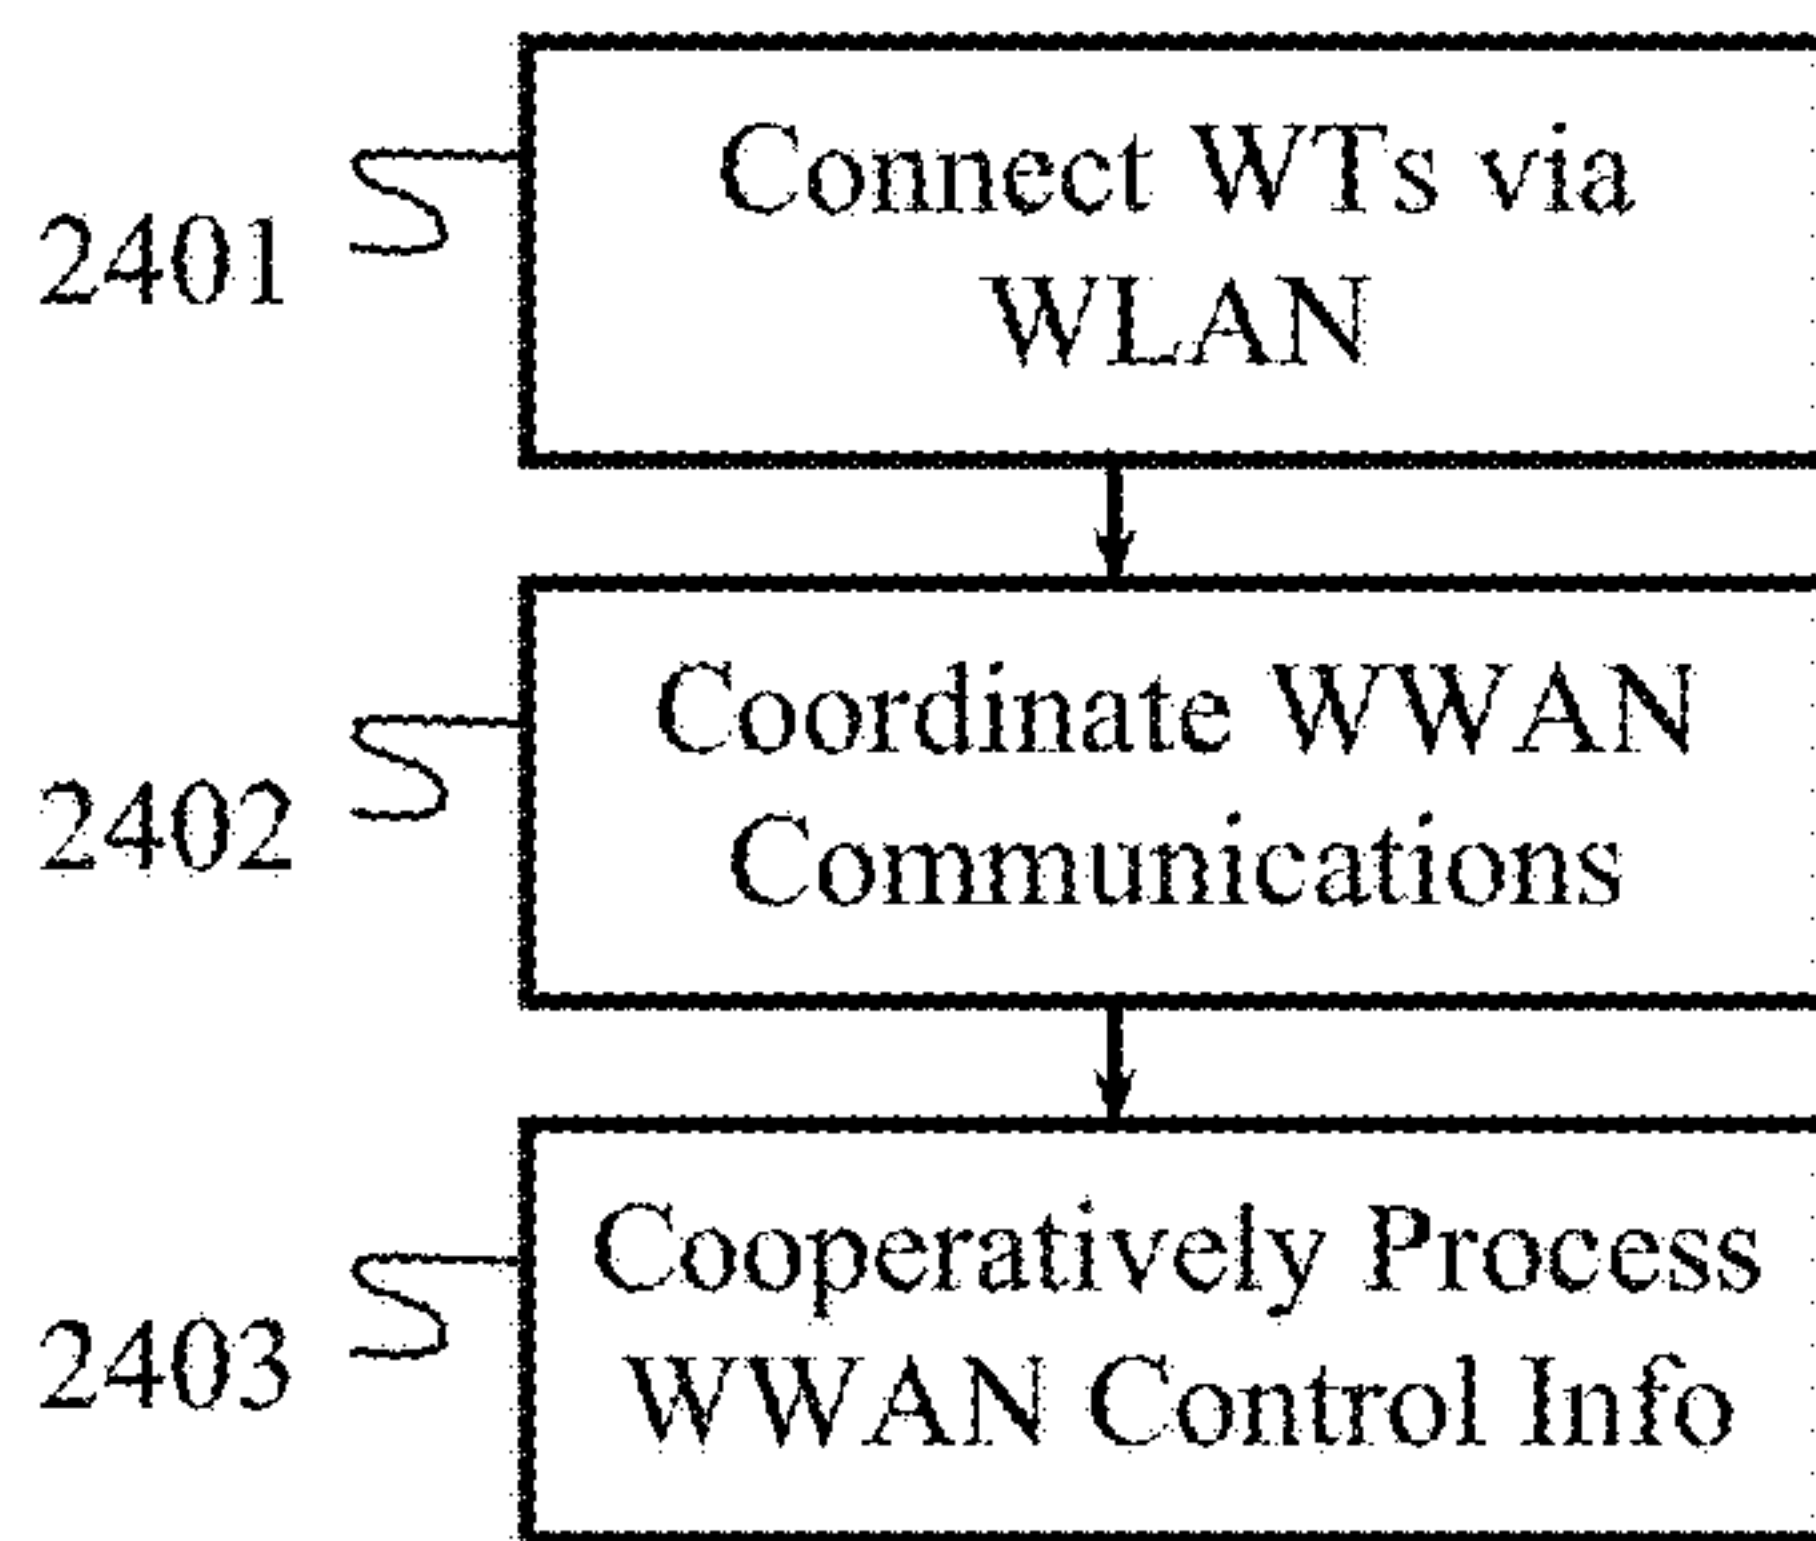 Connect WTs via
WLAN
2401
Coordinate WWAN
Communications
2402
Cooperatively Process
WWAN Control Info
2403